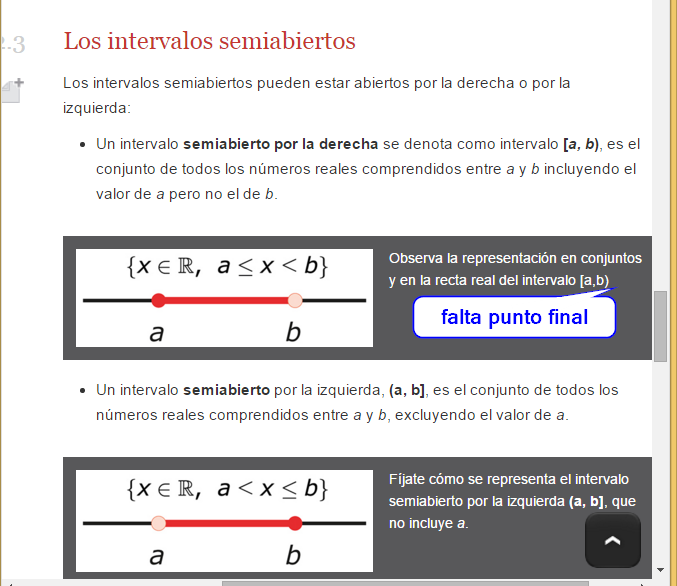 2.3
Los intervalos semiabiertos
Los intervalos semiabiertos pueden estar abiertos por la derecha o por la
izquierda:
• Un intervalo semiabierto por la derecha se denota como intervalo [a, b), es el
conjunto de todos los números reales comprendidos entre a y b incluyendo el
valor de a pero no el de b.
{x ∈ ℝ, a ≤ x < b}
a b
Observa la representación en conjuntos
y en la recta real del intervalo [a,b)
falta punto final
• Un intervalo semiabierto por la izquierda, (a, b], es el conjunto de todos los
números reales comprendidos entre a y b, excluyendo el valor de a.
{x ∈ ℝ, a < x ≤ b}
a b
Fíjate cómo se representa el intervalo
semiabierto por la izquierda (a, b], que
no incluye a.